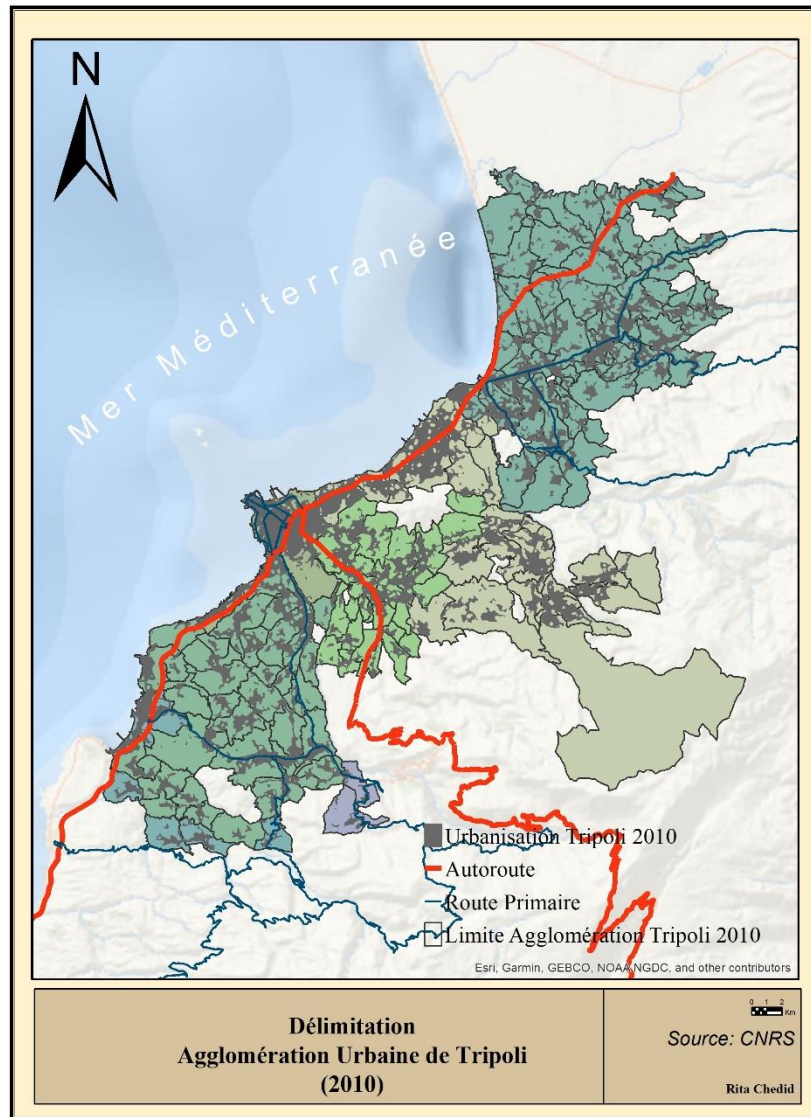 N
Mer Méditerranée
Urbanisation Tripoli 2010
Autoroute
Route Primaire
Limite Agglomération Tripoli 2010
Esri, Garmin, GEBCO, NOAA NGDC, and other contributors
Délimitation
Agglomération Urbaine de Tripoli
(2010)
0 1 2
Km
Source: CNRS
Rita Chedid